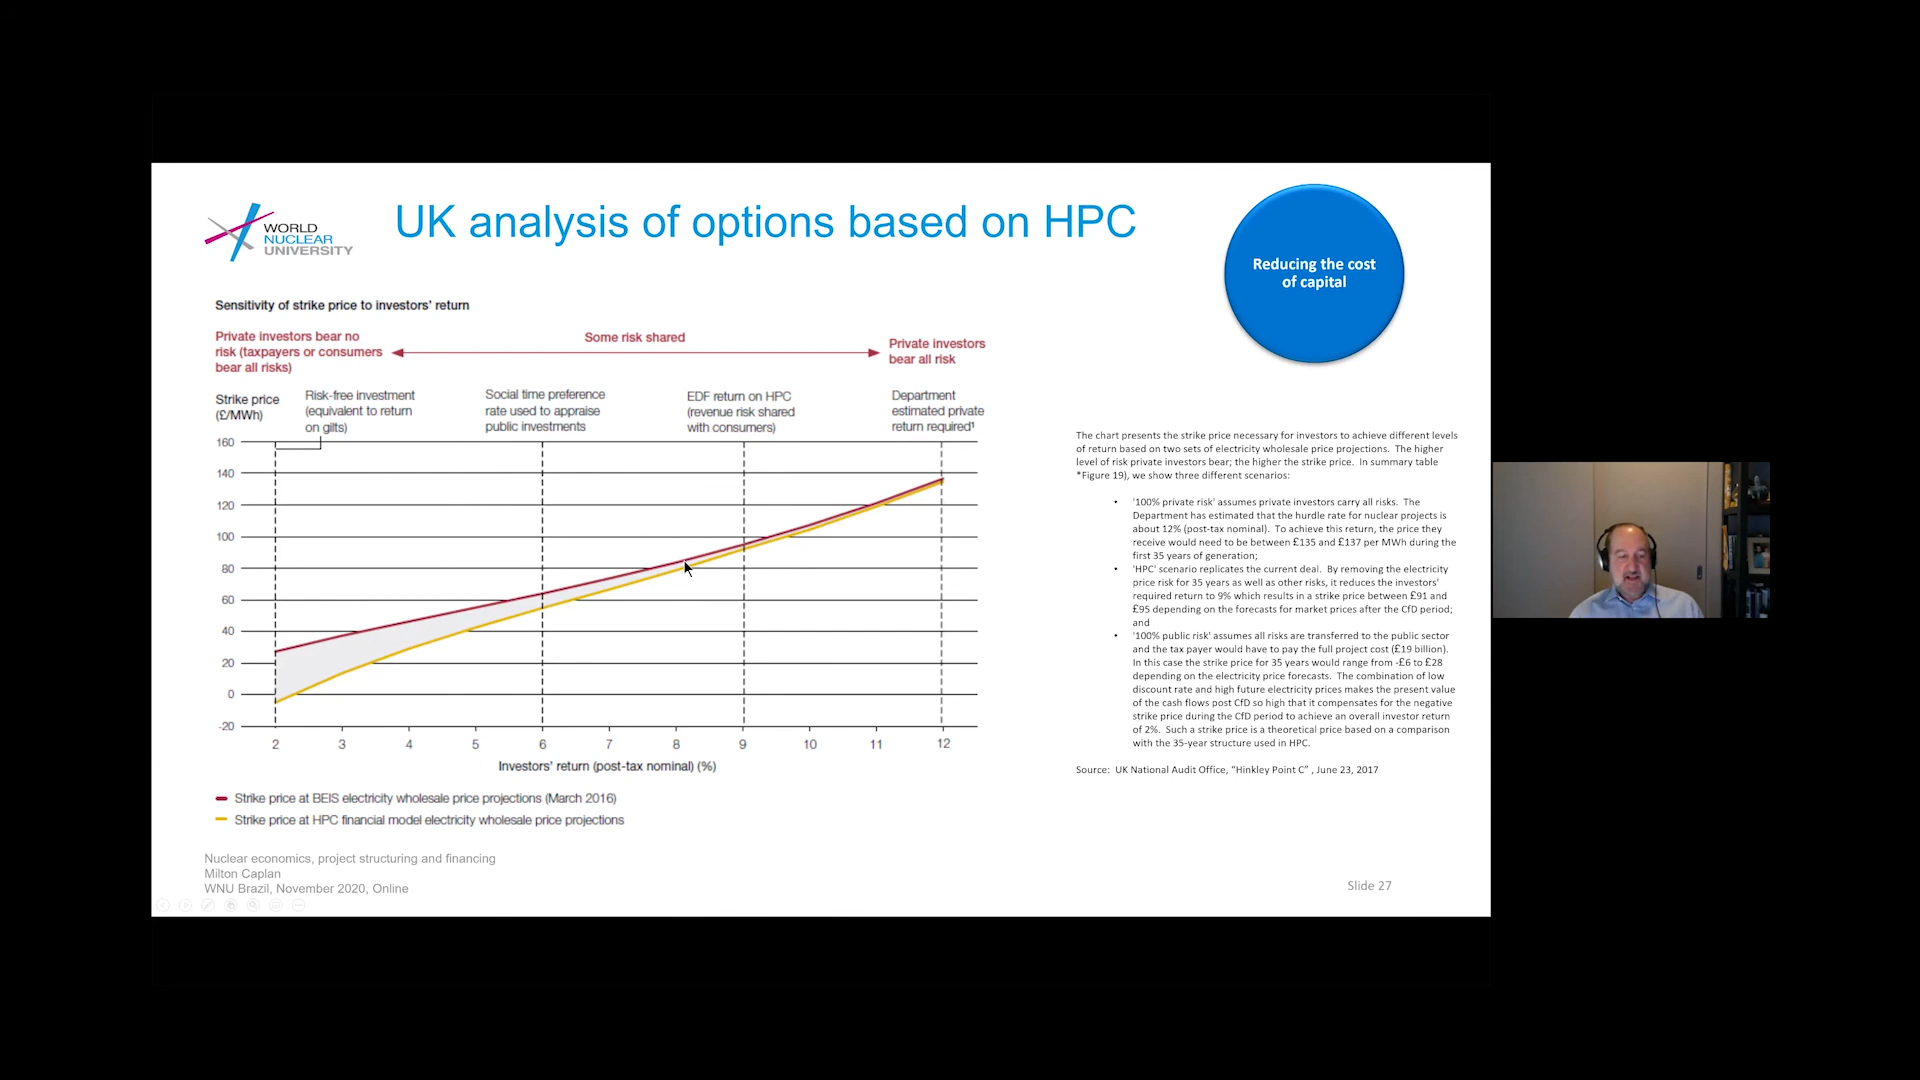 WORLD
NUCLEAR
UNIVERSITY
UK analysis of options based on HPC
Reducing the cost
of capital
Sensitivity of strike price to investors’ return
Private investors bear no
risk (taxpayers or consumers
bear all risks)
Some risk shared
Private investors
bear all risk
Strike price
(£/MWh)
Risk-free investment
(equivalent to return
on gilts)
Social time preference
rate used to appraise
public investments
EDF return on HPC
(revenue risk shared
with consumers)
Department
estimated private
return required¹
160
140
120
100
80
60
40
20
0
-20
2 3 4 5 6 7 8 9 10 11 12
Investors’ return (post-tax nominal) (%)
Strike price at BEIS electricity wholesale price projections (March 2016)
Strike price at HPC financial model electricity wholesale price projections
The chart presents the strike price necessary for investors to achieve different levels
of return based on two sets of electricity wholesale price projections. The higher
level of risk private investors bear; the higher the strike price. In summary table
*Figure 19), we show three different scenarios:
• '100% private risk' assumes private investors carry all risks. The
Department has estimated that the hurdle rate for nuclear projects is
about 12% (post-tax nominal). To achieve this return, the price they
receive would need to be between £135 and £137 per MWh during the
first 35 years of generation;
• 'HPC' scenario replicates the current deal. By removing the electricity
price risk for 35 years as well as other risks, it reduces the investors'
required return to 9% which results in a strike price between £91 and
£95 depending on the forecasts for market prices after the CfD period;
and
• '100% public risk' assumes all risks are transferred to the public sector
and the tax payer would have to pay the full project cost (£19 billion).
In this case the strike price for 35 years would range from -£6 to £28
depending on the electricity price forecasts. The combination of low
discount rate and high future electricity prices makes the present value
of the cash flows post CfD so high that it compensates for the negative
strike price during the CfD period to achieve an overall investor return
of 2%. Such a strike price is a theoretical price based on a comparison
with the 35-year structure used in HPC.
Source: UK National Audit Office, “Hinkley Point C” , June 23, 2017
Nuclear economics, project structuring and financing
Milton Caplan
WNU Brazil, November 2020, Online
Slide 27